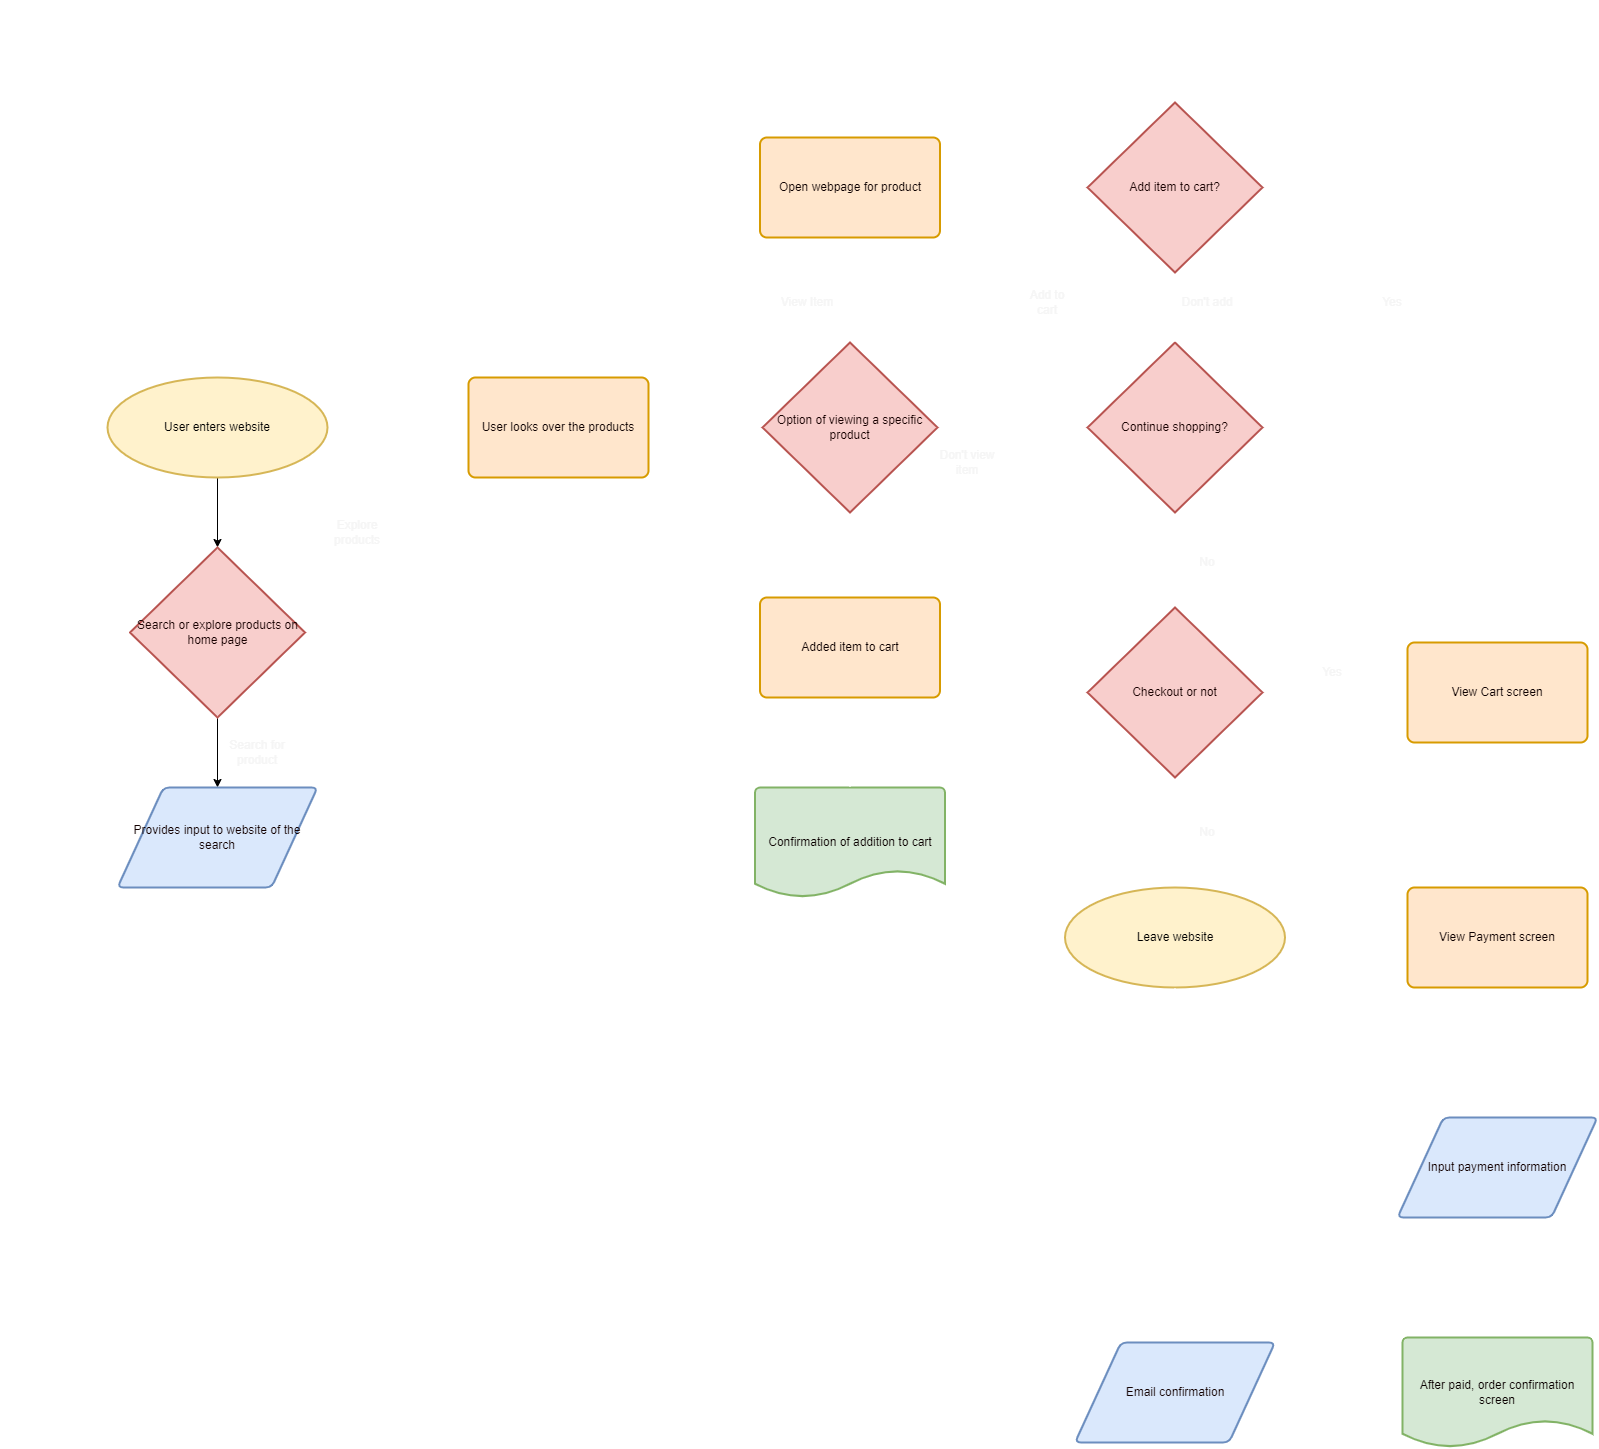 Open webpage for product
Add item to cart?
View Item
Add to
cart
Don't add
Yes
User enters website
User looks over the products
Option of viewing a specific
product
Continue shopping?
Don't view
item
Explore
products
No
Search or explore products on
home page
Added item to cart
Checkout or not
Yes
View Cart screen
Search for
product
Provides input to website of the
search
Confirmation of addition to cart
No
Leave website
View Payment screen
Input payment information
Email confirmation
After paid, order confirmation
screen